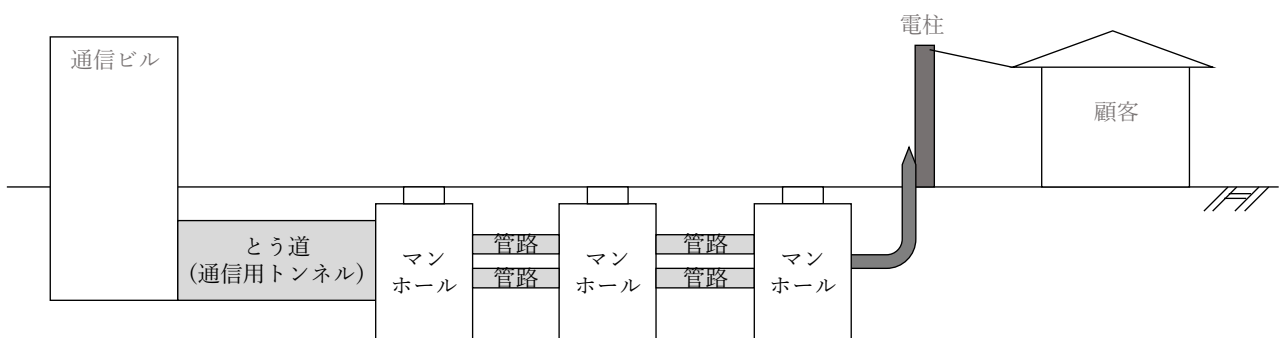 電柱
通信ビル
顧客
とう道
(通信用トンネル)
マン
ホール
管路
管路
マン
ホール
管路
管路
マン
ホール